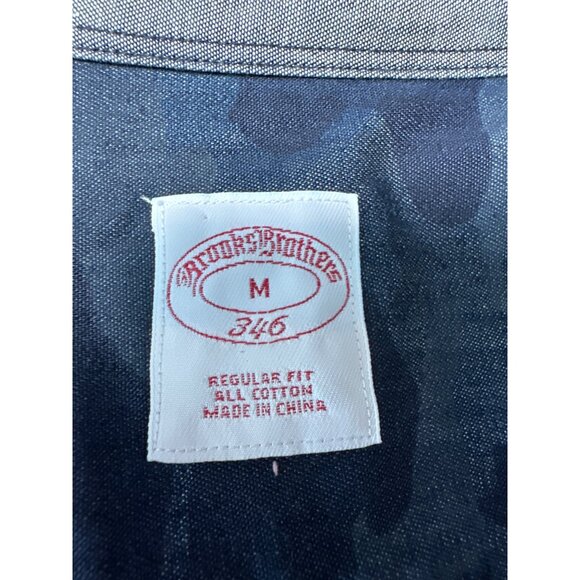 Brooks Brothers
M
346
REGULAR FIT
ALL COTTON
MADE IN CHINA